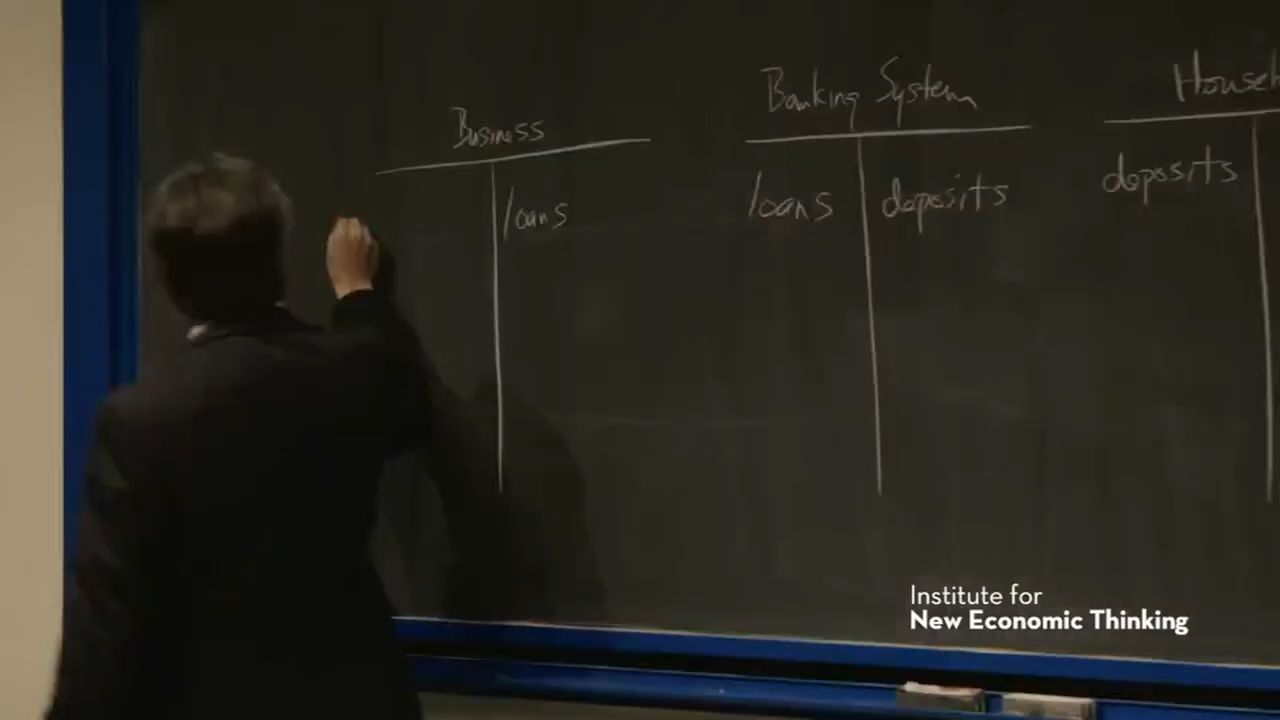 Business
loans
Banking System
loans
deposits
Househ
deposits
Institute for
New Economic Thinking